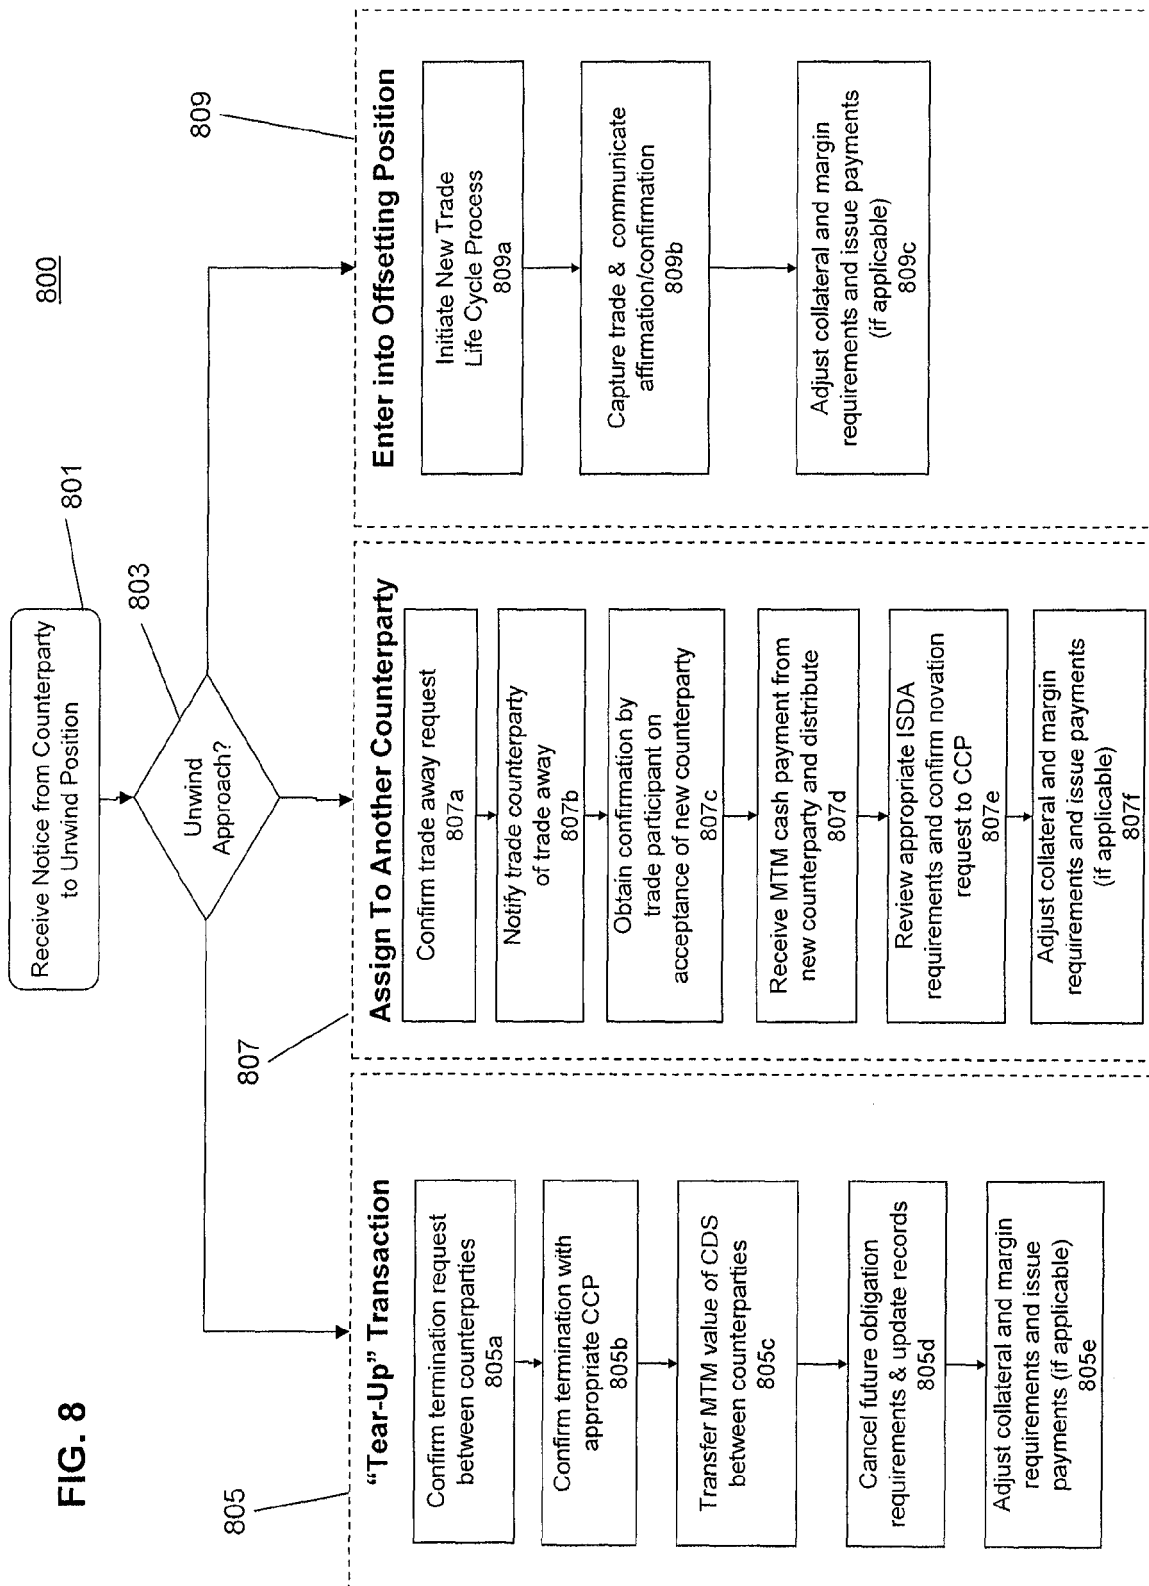 FIG. 8
800
Receive Notice from Counterparty
to Unwind Position
801
Unwind
Approach?
803
805
"Tear-Up" Transaction
Confirm termination request
between counterparties
805a
Confirm termination with
appropriate CCP
805b
Transfer MTM value of CDS
between counterparties
805c
Cancel future obligation
requirements & update records
805d
Adjust collateral and margin
requirements and issue
payments (if applicable)
805e
807
Assign To Another Counterparty
Confirm trade away request
807a
Notify trade counterparty
of trade away
807b
Obtain confirmation by
trade participant on
acceptance of new counterparty
807c
Receive MTM cash payment from
new counterparty and distribute
807d
Review appropriate ISDA
requirements and confirm novation
request to CCP
807e
Adjust collateral and margin
requirements and issue payments
(if applicable)
807f
809
Enter into Offsetting Position
Initiate New Trade
Life Cycle Process
809a
Capture trade & communicate
affirmation/confirmation
809b
Adjust collateral and margin
requirements and issue payments
(if applicable)
809c